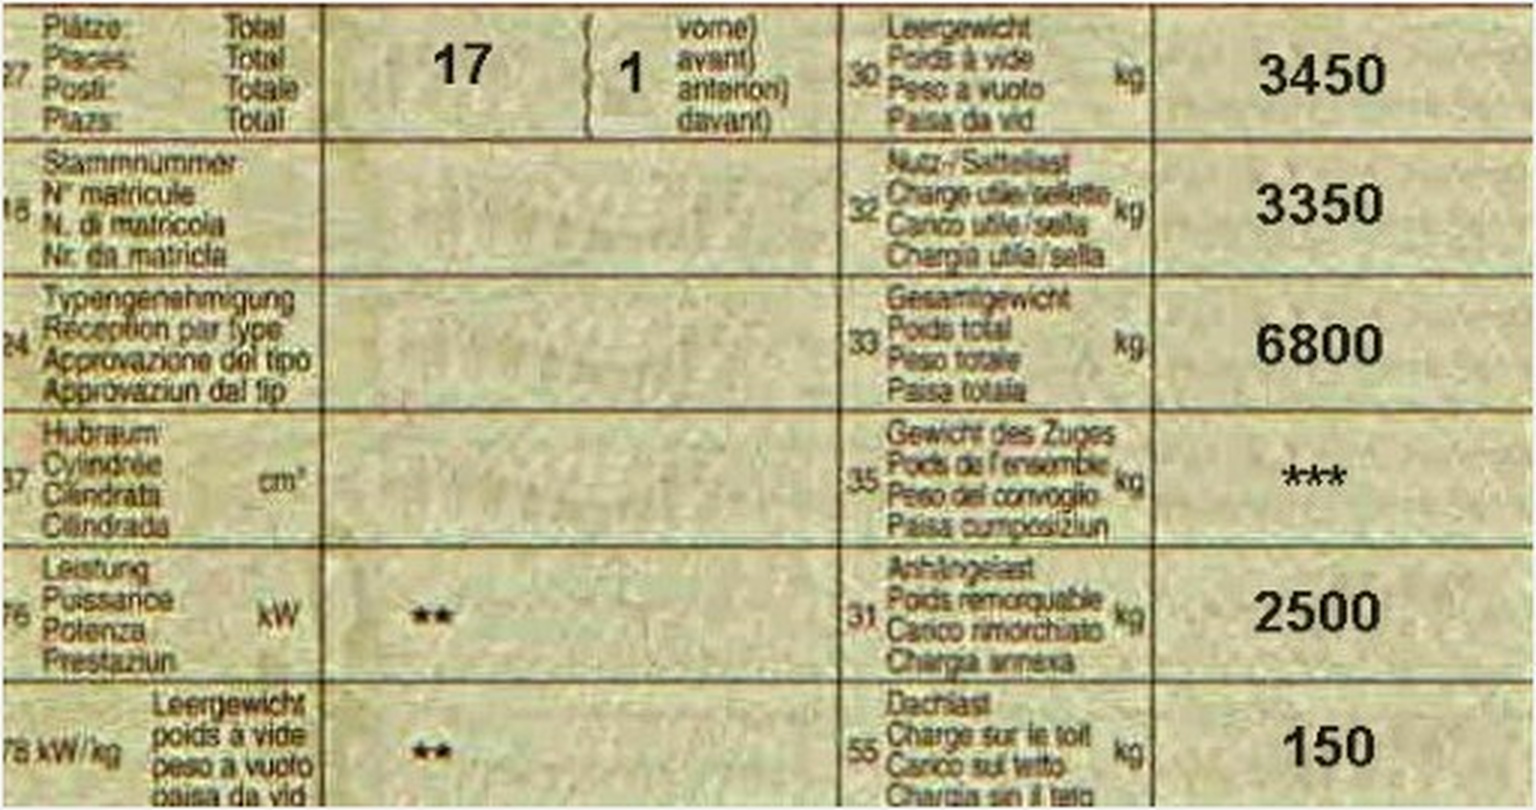 27 Plätze: Total 17 ( 1 vorne) 30 Leergewicht kg 3450
Places: Total avant) Poids à vide
Posti: Totale anteriori) Peso a vuoto
Plazs: Total davant) Paisa da vid
18 Stammnummer 32 Nutz-/Sattellast kg 3350
N° matricule Charge utile/sellette
N. di matricola Carico utile/sella
Nr. da matricla Chargia utila/sella
24 Typengenehmigung 33 Gesamtgewicht kg 6800
Réception par type Poids total
Approvazione del tipo Peso totale
Approvaziun dal tip Paisa totala
37 Hubraum cm³ 35 Gewicht des Zuges kg ***
Cylindrée Poids de l'ensemble
Cilindrata Peso del convoglio
Cilindrada Paisa cumposiziun
76 Leistung kW ** 31 Anhängelast kg 2500
Puissance Poids remorquable
Potenza Carico rimorchiato
Prestaziun Chargia annexa
78 kW/kg Leergewicht ** 55 Dachlast kg 150
poids à vide Charge sur le toit
peso a vuoto Carico sul tetto
paisa da vid Chargia sin il tetg